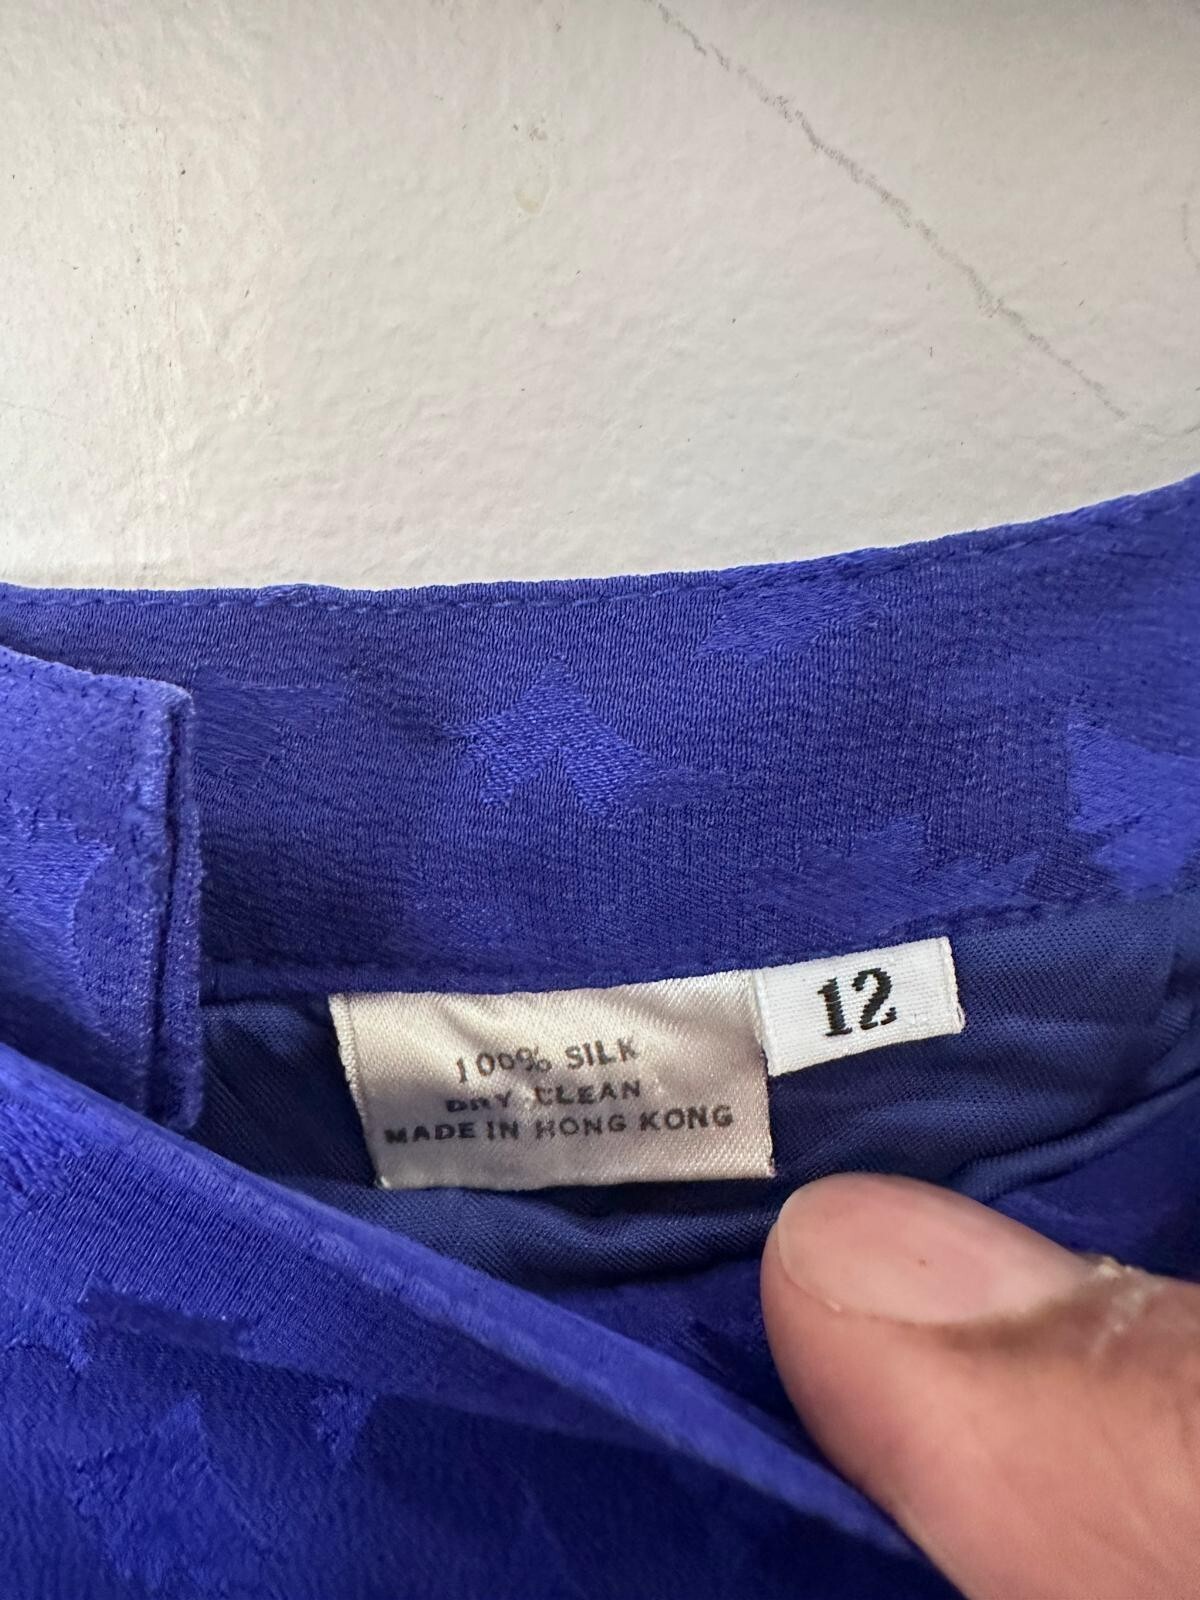 100% SILK
DRY CLEAN
MADE IN HONG KONG
12